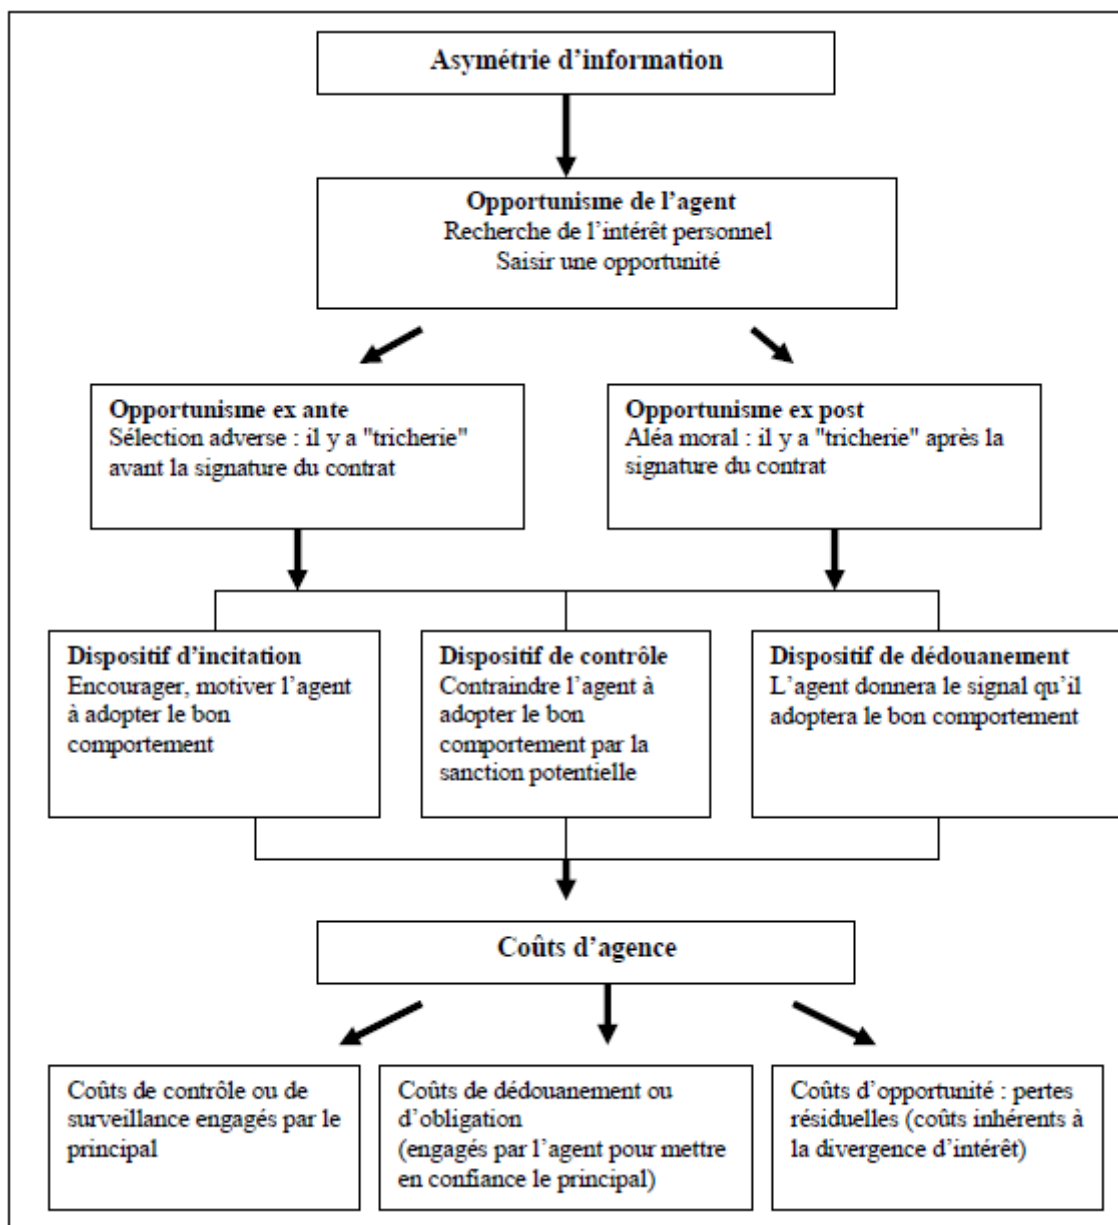 Asymétrie d’information
Opportunisme de l’agent
Recherche de l’intérêt personnel
Saisir une opportunité
Opportunisme ex ante
Sélection adverse : il y a "tricherie"
avant la signature du contrat
Opportunisme ex post
Aléa moral : il y a "tricherie" après la
signature du contrat
Dispositif d’incitation
Encourager, motiver l’agent
à adopter le bon
comportement
Dispositif de contrôle
Contraindre l’agent à
adopter le bon
comportement par la
sanction potentielle
Dispositif de dédouanement
L’agent donnera le signal qu’il
adoptera le bon comportement
Coûts d’agence
Coûts de contrôle ou de
surveillance engagés par le
principal
Coûts de dédouanement ou
d’obligation
(engagés par l’agent pour mettre
en confiance le principal)
Coûts d’opportunité : pertes
résiduelles (coûts inhérents à
la divergence d’intérêt)